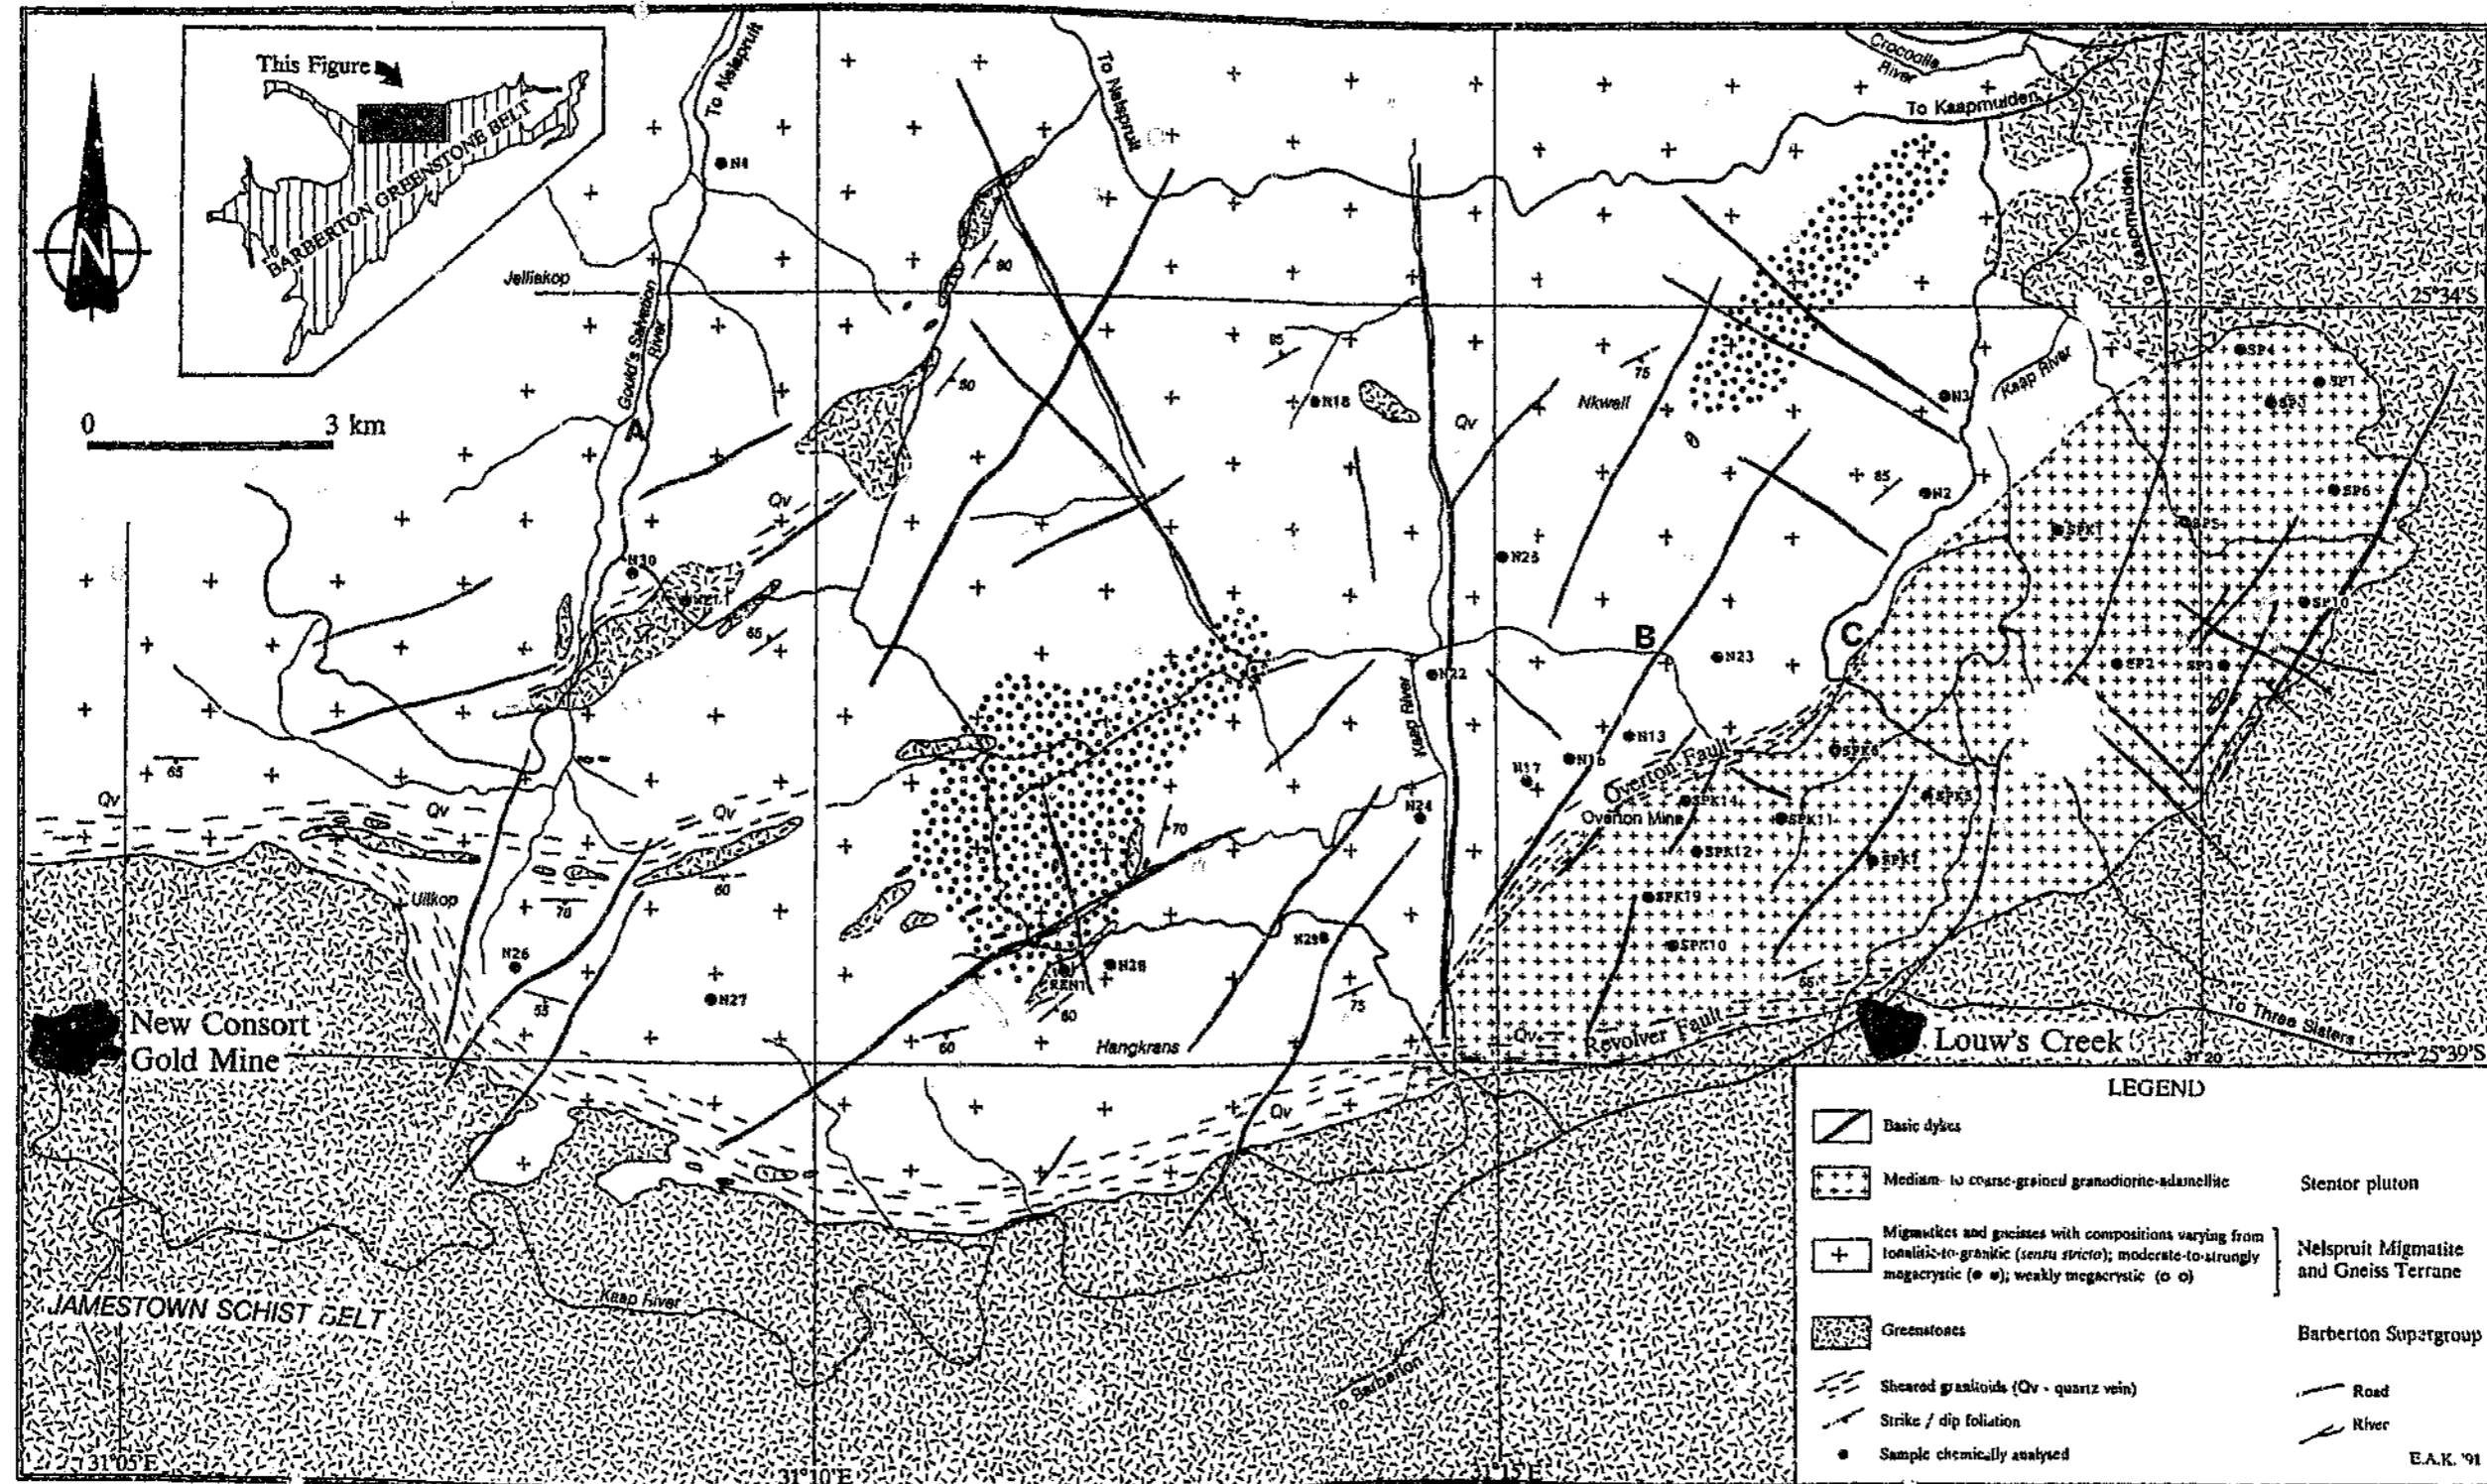 This Figure
BARBERTON GREENSTONE BELT
N
0 3 km
To Nelspruit
To Nelspruit
Crocodile
River
To Kaapmuiden
To Kaapmuiden
N4
Jelliakop
Gould's Salvation
River
80
25°34'S
A
50
85
N18
Qv
Nkwali
75
N3
Kaap River
SP4
SP1
85
N2
SP6
SPK1
SP5
Qv
N30
N25
65
SP10
B
C
N23
SP2
N22
Kaap River
N13
N16
N17
Overton Fault
SPK6
65
Qv
Qv
Qv
N24
SPK14
Overton Mine
SPK11
SPK5
70
SPK12
60
Uilkop
70
SPK19
N26
N29
SPK10
N28
N27
55
60
75
60
Hangkrans
New Consort
Gold Mine
Qv
Revolver Fault
Louw's Creek
To Three Sisters
31°20
25°39'S
Qv
JAMESTOWN SCHIST BELT
Kaap River
To Barberton
31°05'E
31°10'E
31°15'E
LEGEND
Basic dykes
Medium- to coarse-grained granodiorite-adamellite
Stentor pluton
Migmatites and gneisses with compositions varying from
tonalitic-to-granitic (sensu stricto); moderate-to-strongly
megacrystic (● ●); weakly megacrystic (o o)
Nelspruit Migmatite
and Gneiss Terrane
Greenstones
Barberton Supergroup
Sheared granitoids (Qv - quartz vein)
Road
Strike / dip foliation
River
Sample chemically analysed
E.A.K. '91